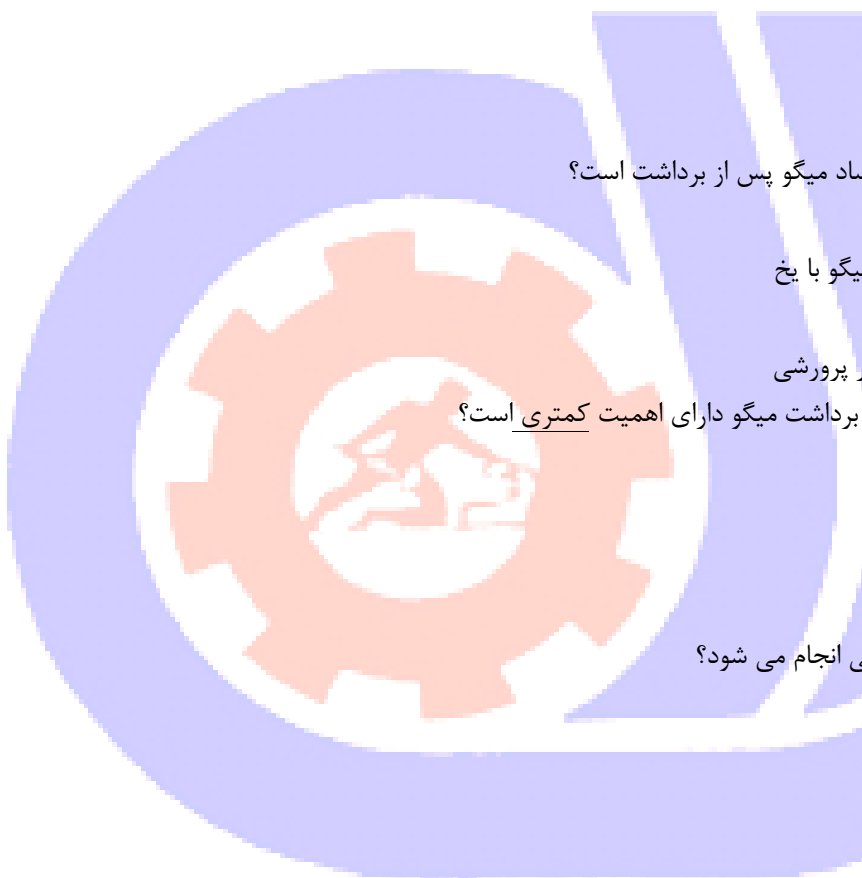 ساد میگو پس از برداشت است؟
یگو با یخ
ر پرورشی
برداشت میگو دارای اهمیت کمتری است؟
ی انجام می شود؟